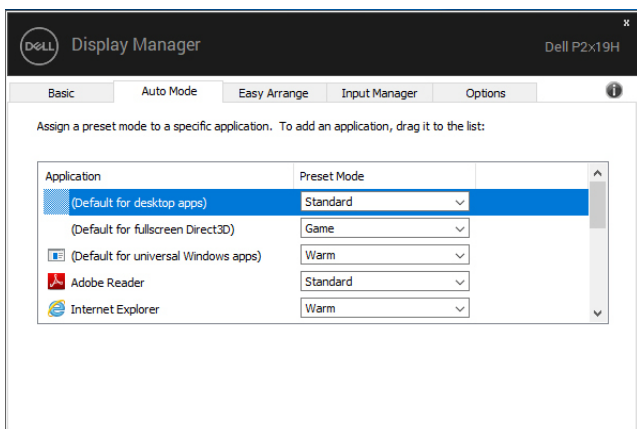 x
DELL Display Manager Dell P2x19H
Basic Auto Mode Easy Arrange Input Manager Options i
Assign a preset mode to a specific application. To add an application, drag it to the list:
Application Preset Mode
(Default for desktop apps) Standard
(Default for fullscreen Direct3D) Game
(Default for universal Windows apps) Warm
Adobe Reader Standard
Internet Explorer Warm